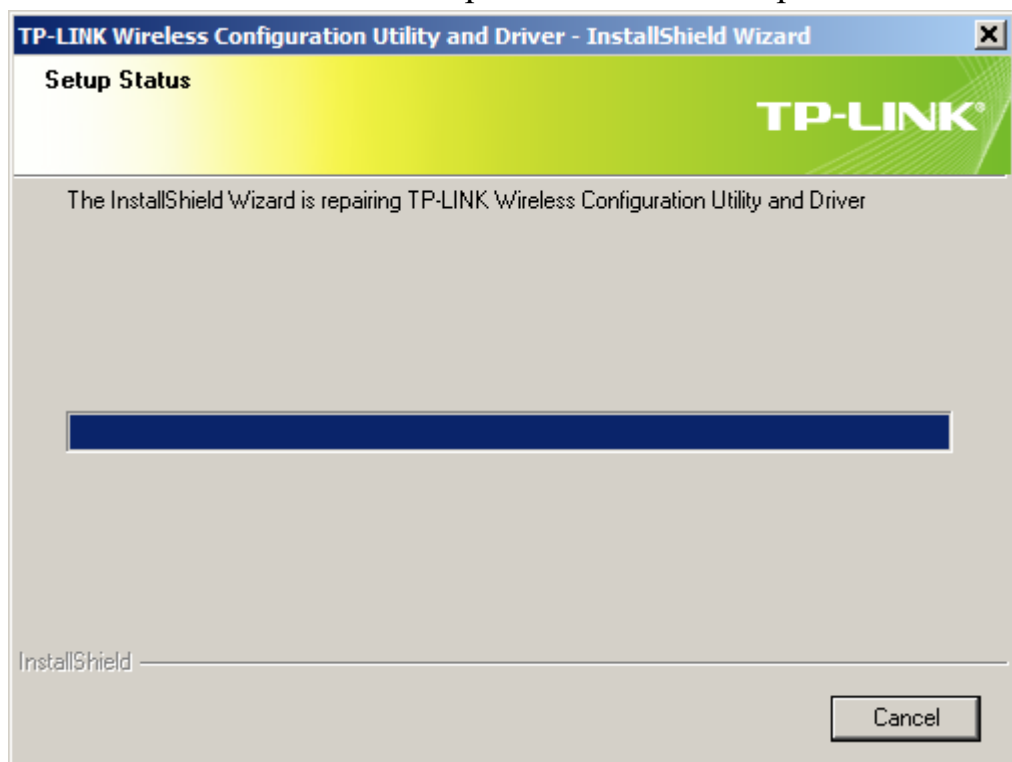 TP-LINK Wireless Configuration Utility and Driver - InstallShield Wizard
Setup Status
TP-LINK®
The InstallShield Wizard is repairing TP-LINK Wireless Configuration Utility and Driver
InstallShield
Cancel